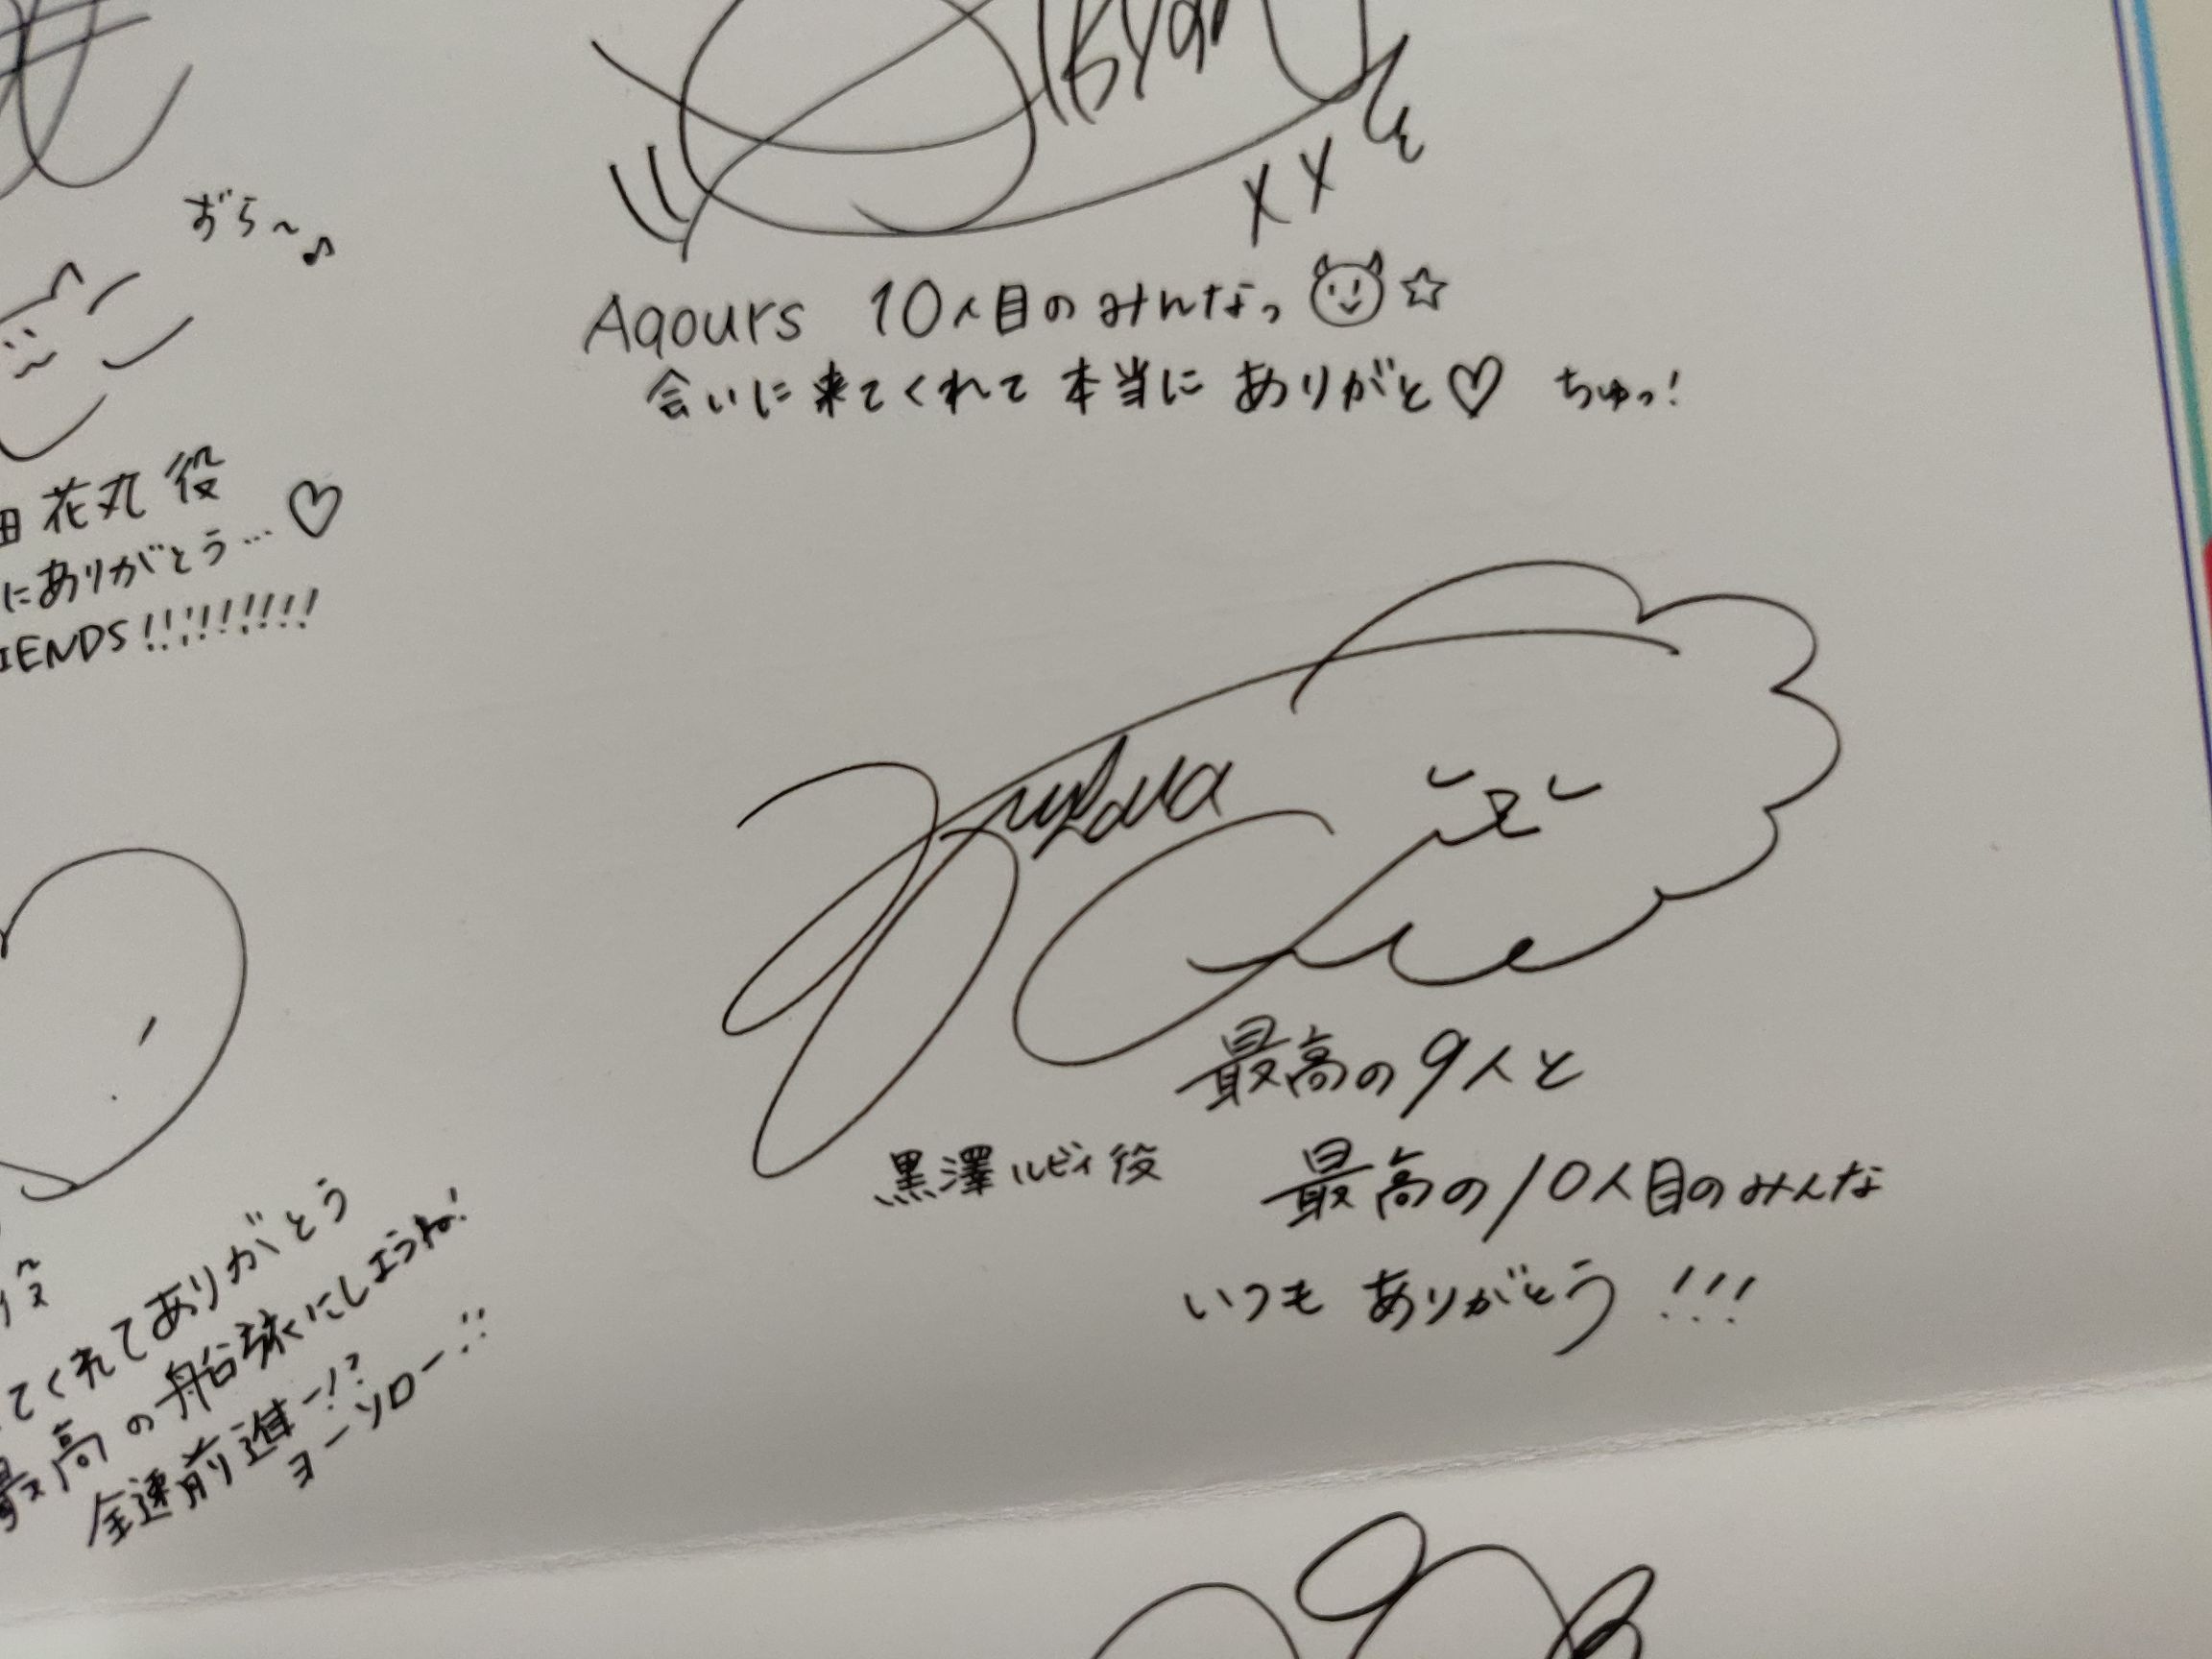 ずら〜♪
花丸役
にありがとう…♡
IENDS!!!!!!!!!
Aqours 10人目のみんなっ☆
会いに来てくれて本当にありがと♡ ちゅっ!
黒澤ルビィ役
最高の9人と
最高の10人目のみんな
いつもありがとう!!!
役
てくれてありがとう
最高の船旅にしようね!
全速前進ー!?
ヨーソロー!!